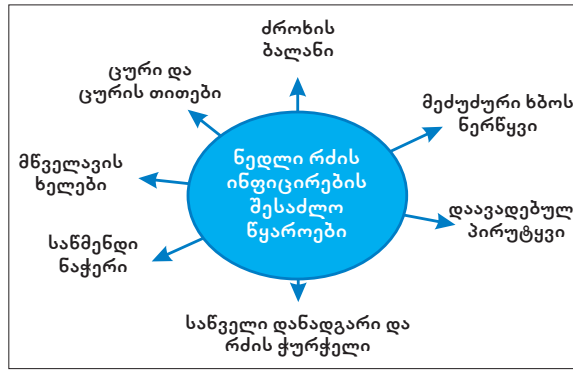 ძროხის
ბალანი
ცური და
ცურის თითები
მეძუძური ხბოს
ნერწყვი
მწველავის
ხელები
ნედლი რძის
ინფიცირების
შესაძლო
წყაროები
დაავადებულ
პირუტყვი
საწმენდი
ნაჭერი
საწველი დანადგარი და
რძის ჭურჭელი